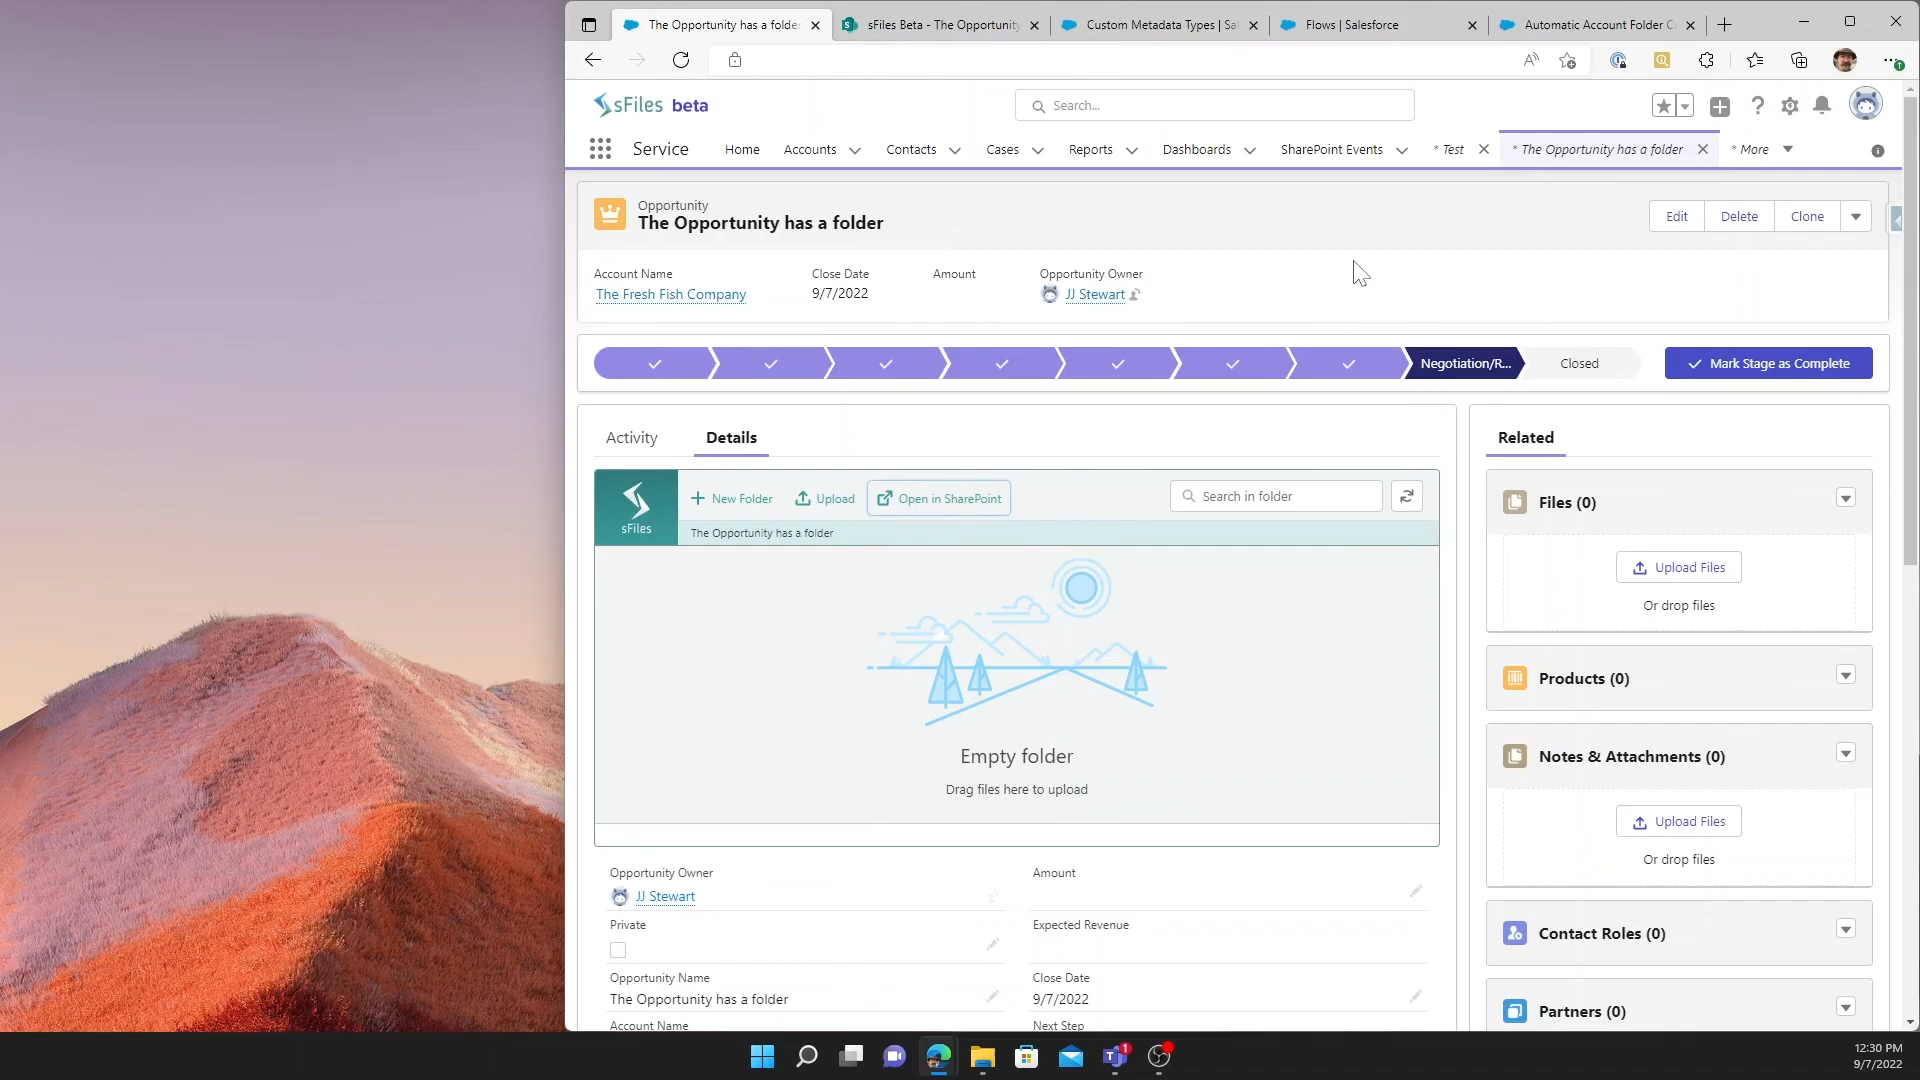 The Opportunity has a folder
sFiles Beta - The Opportunity
Custom Metadata Types | Sa
Flows | Salesforce
Automatic Account Folder C
sFiles beta
Search...
Service
Home
Accounts
Contacts
Cases
Reports
Dashboards
SharePoint Events
* Test
* The Opportunity has a folder
* More
Opportunity
The Opportunity has a folder
Edit
Delete
Clone
Account Name
Close Date
Amount
Opportunity Owner
The Fresh Fish Company
9/7/2022
JJ Stewart
Negotiation/R...
Closed
Mark Stage as Complete
Activity
Details
Related
sFiles
New Folder
Upload
Open in SharePoint
Search in folder
The Opportunity has a folder
Empty folder
Drag files here to upload
Files (0)
Upload Files
Or drop files
Products (0)
Notes & Attachments (0)
Upload Files
Or drop files
Contact Roles (0)
Partners (0)
Opportunity Owner
Amount
JJ Stewart
Private
Expected Revenue
Opportunity Name
Close Date
The Opportunity has a folder
9/7/2022
Account Name
Next Step
1
12:30 PM
9/7/2022